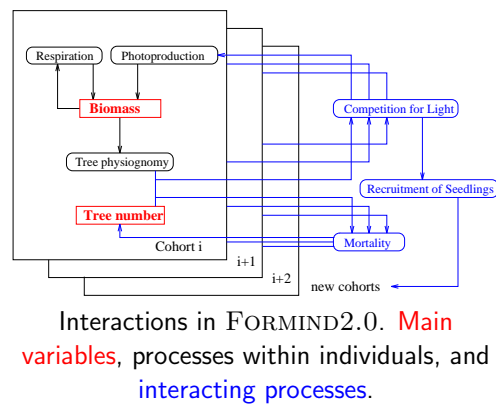 Respiration
Photoproduction
Biomass
Competition for Light
Tree physiognomy
Recruitment of Seedlings
Tree number
Cohort i
Mortality
i+1
i+2
new cohorts
Interactions in FORMIND2.0. Main
variables, processes within individuals, and
interacting processes.